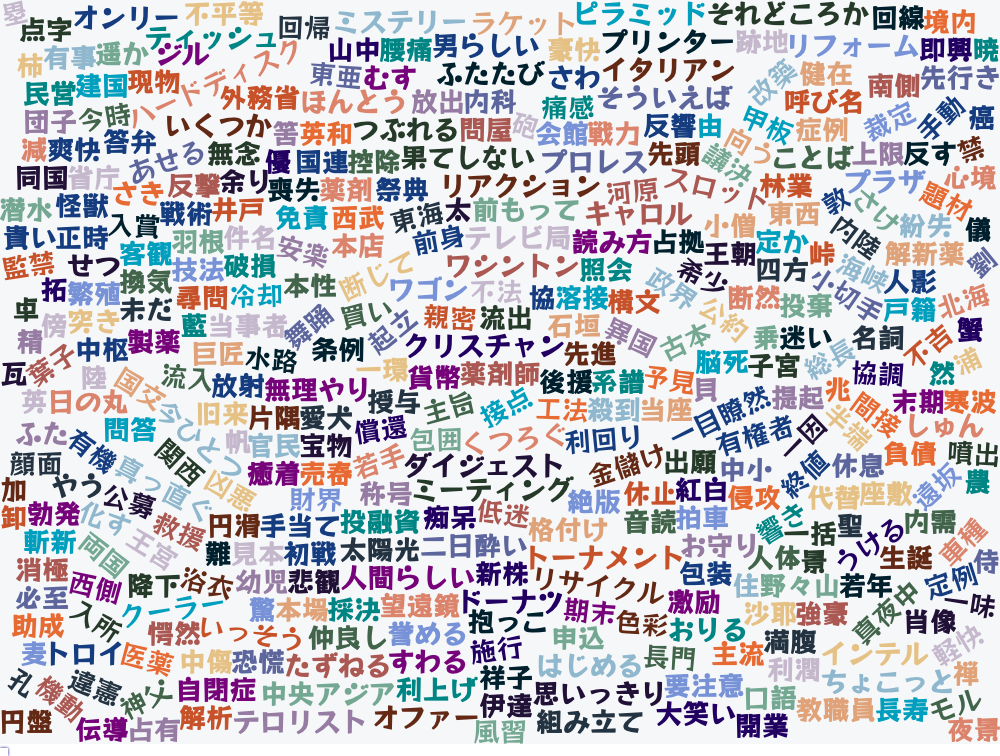 塁 オンリー 不平等 回帰 ミステリー ラケット ピラミッド それどころか 回線 境内
点字 ティッシュ 山中 腰痛 男らしい 豪快 プリンター 跡地 リフォーム 即興 暁
柿 有事 遥か ジル ハードディスク 東亜 むす ふたたび さわ イタリアン 改築 健在 南側 先行き
民営 建国 現物 外務省 ほんとう 放出 内科 痛感 そういえば 呼び名 裁定 手動 癌
団子 今時 いくつか 筈 英和 つぶれる 問屋 砲 会館 戦力 反響 由 甲板 症例
減 爽快 答弁 あせる 無念 優 国連 控除 果てしない プロレス 先頭 議決 向う ことば 上限 反す 禁
同国 省庁 さき 反撃 余り 喪失 薬剤 祭典 リアクション 河原 スロット 林業 プラザ 心境
潜水 怪獣 入賞 戦術 井戸 免責 西武 東海 太 前もって キャロル 小僧 東西 敦 さけ 題材 紛失 儀
貴い 正時 客観 羽根 件名 安楽 本店 前身 テレビ局 読み方 占拠 王朝 定か 峠 内陸 解新薬 副
監禁 せつ 換気 技法 破損 断じて ワシントン 照会 希少 四方 海峡 人影
拓 繁殖 未だ 尋問 冷却 本性 ワゴン 不法 協 溶接 構文 政界 断然 投棄 小切手 戸籍 北海
卓 傍 突き 藍 当事者 舞踊 買い 起立 親密 流出 石垣 異国 公約 古本 乗 迷い 名詞 不吉 蟹
精 中枢 製薬 巨匠 水路 条例 クリスチャン 先進 脳死 子宮 総長 協調 然 浦
瓦 葉子 陸 国交 流入 放射 無理やり 一環 貨幣 薬剤師 後援 系譜 予見 貝 提起 兆 末期 寒波
英 日の丸 今ひとつ 旧来 片隅 愛犬 授与 主旨 接点 工法 殺到 当座 一目瞭然 半端 間接 しゅん
ふた 有機 問答 関西 帆 官民 宝物 償還 包囲 くつろぐ 利回り 有権者 一因 負債 噴出
顔面 真っ直ぐ 凶悪 癒着 売春 若手 ダイジェスト 金儲け 出願 中小 終値 休息 遠坂 農
加 やう 公募 財界 称号 ミーティング 絶版 休止 紅白 侵攻 代替 座敷
卸 勃発 化す 救援 円滑 手当て 投融資 痴呆 低迷 格付け 音読 拍車 響き 一括 聖 うける 内需
斬新 両国 王宮 難 見本 初戦 太陽光 二日酔い トーナメント お守り 人体 景 生誕 車種 侍
消極 西側 降下 浴衣 幼児 悲観 人間らしい 新株 リサイクル 包装 住 野々山 若年 定例
必至 入所 クーラー 驚 本場 採決 望遠鏡 ドーナツ 期末 激励 沙耶 強豪 真夜中 肖像 一味
助成 愕然 いっそう 仲良し 誉める 抱っこ 色彩 おりる 満腹
麦 トロイ 医薬 中傷 恐慌 たずねる すわる 施行 申込 はじめる 長門 主流 利潤 インテル 軽快
孔 機動 違憲 神父 自閉症 中央アジア 利上げ 祥子 思いっきり 要注意 口語 ちょこっと 禅
円盤 伝導 占有 解析 テロリスト オファー 伊達 風習 組み立て 大笑い 開業 教職員 長寿 モル 夜景